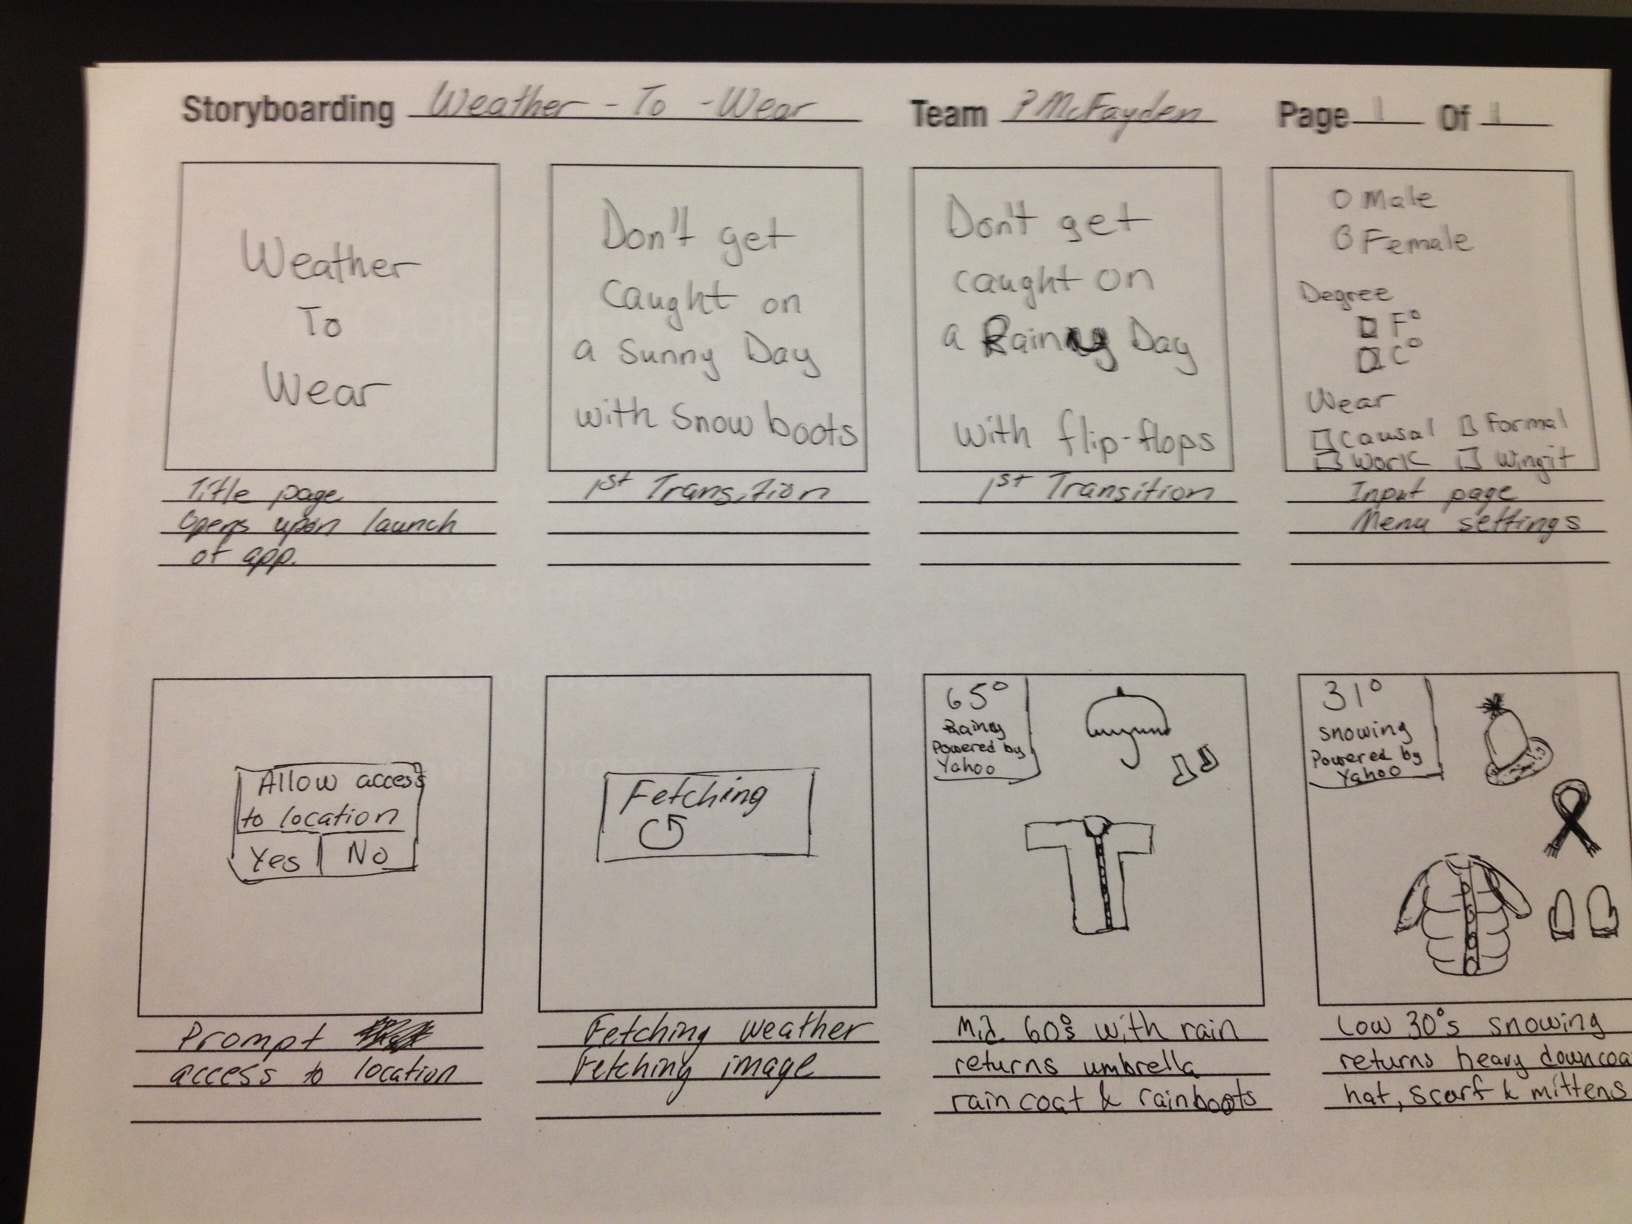 Storyboarding Weather-To-Wear Team P McFayden Page 1 Of 1
Weather
To
Wear
Title page
Opens upon launch
of app.
Don't get
caught on
a Sunny Day
with Snow boots
1st Transition
Don't get
caught on
a Rainy Day
with flip-flops
1st Transition
Male
Female
Degree
F°
C°
Wear
Causal Formal
Work Wingit
Input page
Menu settings
Allow access
to location
Yes No
Prompt
access to location
Fetching
Fetching weather
Fetching image
65°
Rainy
Powered by
Yahoo
Mid 60°s with rain
returns umbrella
rain coat & rainboots
31°
snowing
Powered by
Yahoo
Low 30°s snowing
returns heavy downcoa
hat, scarf & mittens